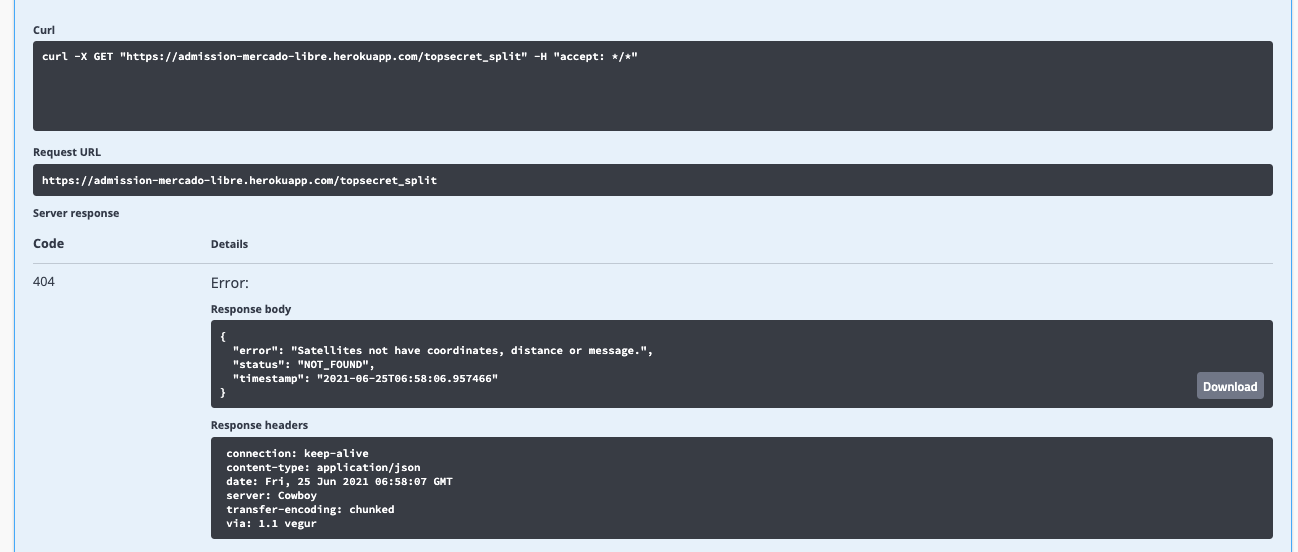 Curl
curl -X GET "https://admission-mercado-libre.herokuapp.com/topsecret_split" -H "accept: */*"
Request URL
https://admission-mercado-libre.herokuapp.com/topsecret_split
Server response
Code Details
404 Error:
Response body
{
  "error": "Satellites not have coordinates, distance or message.",
  "status": "NOT_FOUND",
  "timestamp": "2021-06-25T06:58:06.957466"
}
Download
Response headers
connection: keep-alive
content-type: application/json
date: Fri, 25 Jun 2021 06:58:07 GMT
server: Cowboy
transfer-encoding: chunked
via: 1.1 vegur